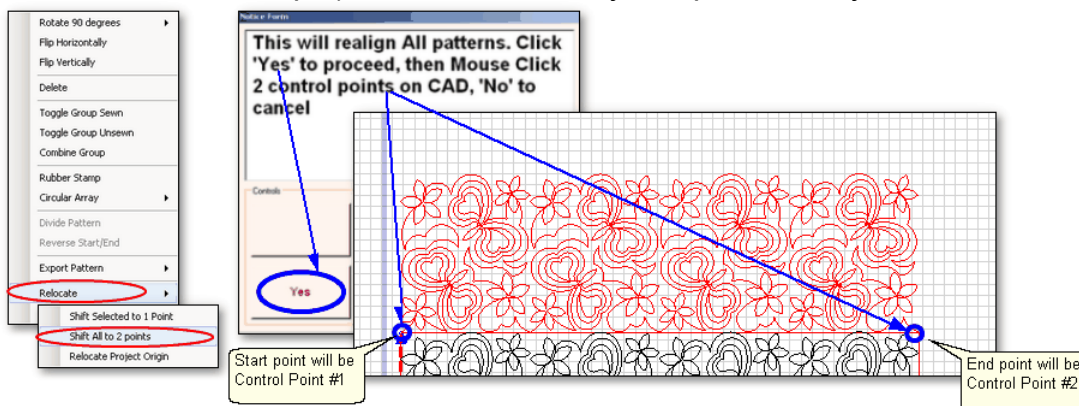 Rotate 90 degrees
Flip Horizontally
Flip Vertically
Delete
Toggle Group Sewn
Toggle Group Unsewn
Combine Group
Rubber Stamp
Circular Array
Divide Pattern
Reverse Start/End
Export Pattern
Relocate
Shift Selected to 1 Point
Shift All to 2 points
Relocate Project Origin
Notice Form
This will realign All patterns. Click
'Yes' to proceed, then Mouse Click
2 control points on CAD, 'No' to
cancel
Controls
Yes
Start point will be
Control Point #1
End point will be
Control Point #2